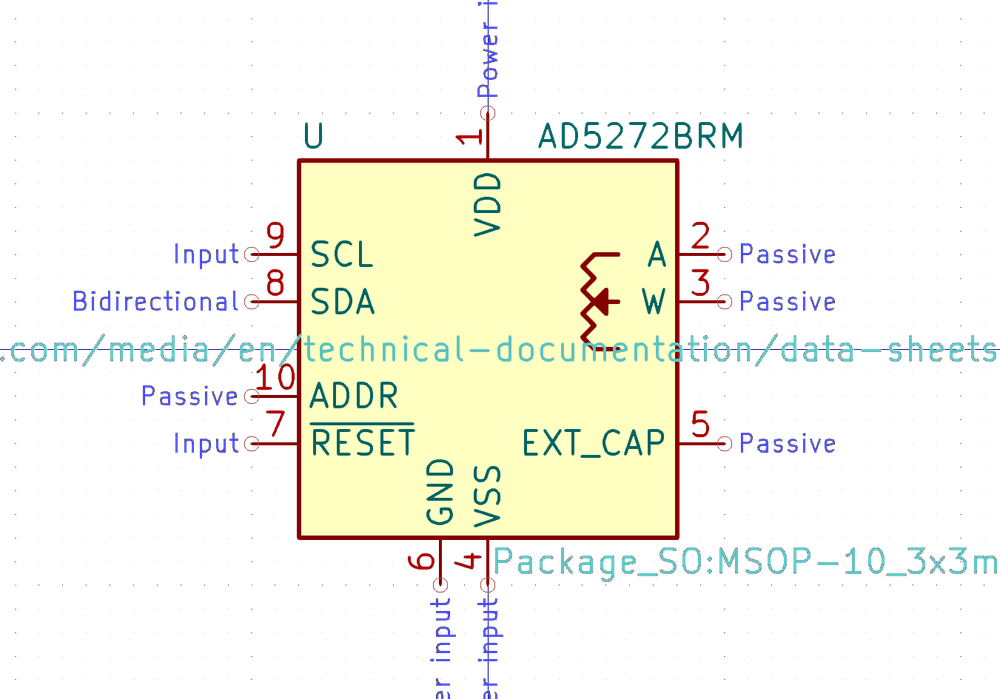 Power i
U
AD5272BRM
1
VDD
9
SCL
Input
2
A
Passive
8
SDA
Bidirectional
3
W
Passive
.com/media/en/technical-documentation/data-sheets
10
ADDR
Passive
7
RESET
Input
5
EXT_CAP
Passive
GND
VSS
6
4
Package_SO:MSOP-10_3x3m
er input
er input